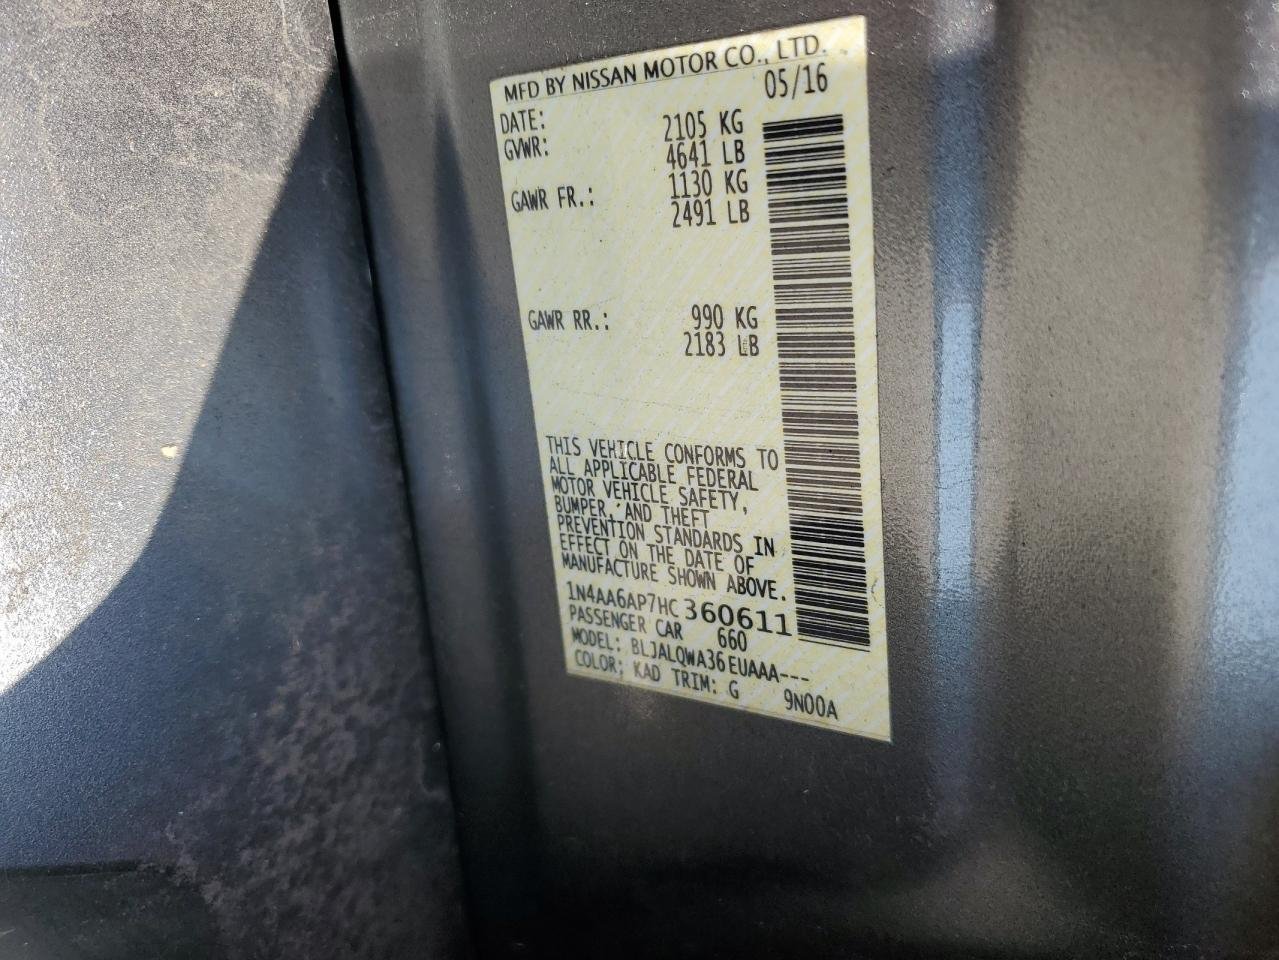 MFD BY NISSAN MOTOR CO., LTD.
DATE: 05/16
GVWR: 2105 KG
4641 LB
GAWR FR.: 1130 KG
2491 LB
GAWR RR.: 990 KG
2183 LB
THIS VEHICLE CONFORMS TO
ALL APPLICABLE FEDERAL
MOTOR VEHICLE SAFETY,
BUMPER, AND THEFT
PREVENTION STANDARDS IN
EFFECT ON THE DATE OF
MANUFACTURE SHOWN ABOVE.
1N4AA6AP7HC360611
PASSENGER CAR 660
MODEL: BLJALQWA36EUAAA---
COLOR: KAD TRIM: G 9N00A